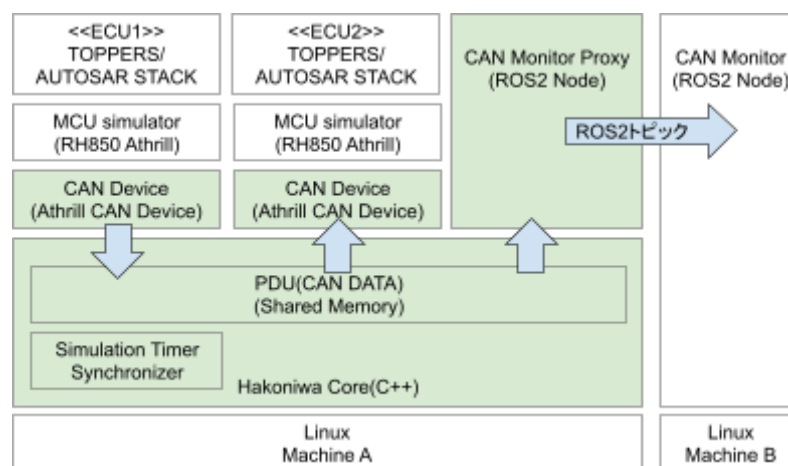 <<ECU1>>
TOPPERS/
AUTOSAR STACK
<<ECU2>>
TOPPERS/
AUTOSAR STACK
CAN Monitor Proxy
(ROS2 Node)
CAN Monitor
(ROS2 Node)
MCU simulator
(RH850 Athrill)
MCU simulator
(RH850 Athrill)
ROS2トピック
CAN Device
(Athrill CAN Device)
CAN Device
(Athrill CAN Device)
PDU(CAN DATA)
(Shared Memory)
Simulation Timer
Synchronizer
Hakoniwa Core(C++)
Linux
Machine A
Linux
Machine B